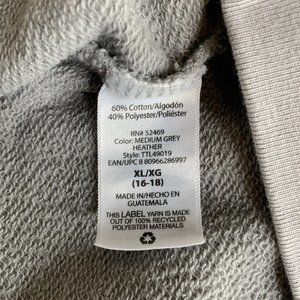 60% Cotton/Algodón
40% Polyester/Poliéster
RN# 52469
Color: MEDIUM GREY
HEATHER
Style: TTL49019
EAN/UPC 8 80966286997
XL/XG
(16-18)
MADE IN/HECHO EN
GUATEMALA
THIS LABEL YARN IS MADE
OUT OF 100% RECYCLED
POLYESTER MATERIALS